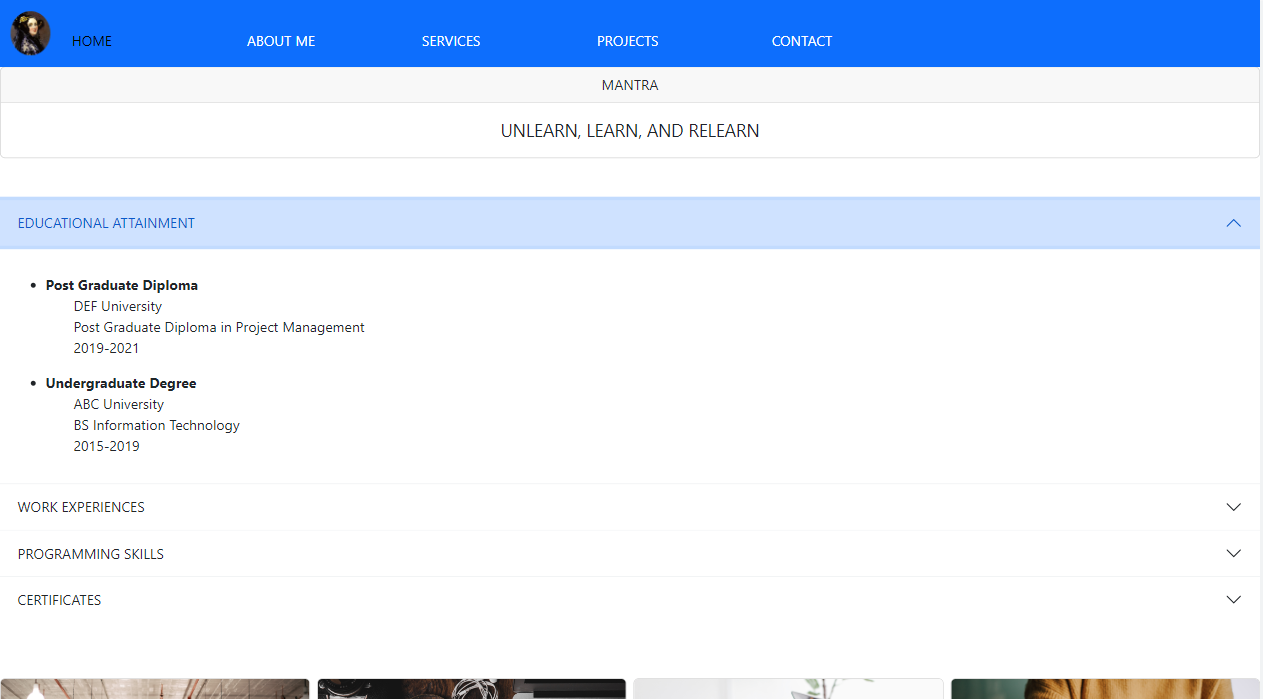 HOME ABOUT ME SERVICES PROJECTS CONTACT
MANTRA
UNLEARN, LEARN, AND RELEARN
EDUCATIONAL ATTAINMENT
• Post Graduate Diploma
DEF University
Post Graduate Diploma in Project Management
2019-2021
• Undergraduate Degree
ABC University
BS Information Technology
2015-2019
WORK EXPERIENCES
PROGRAMMING SKILLS
CERTIFICATES